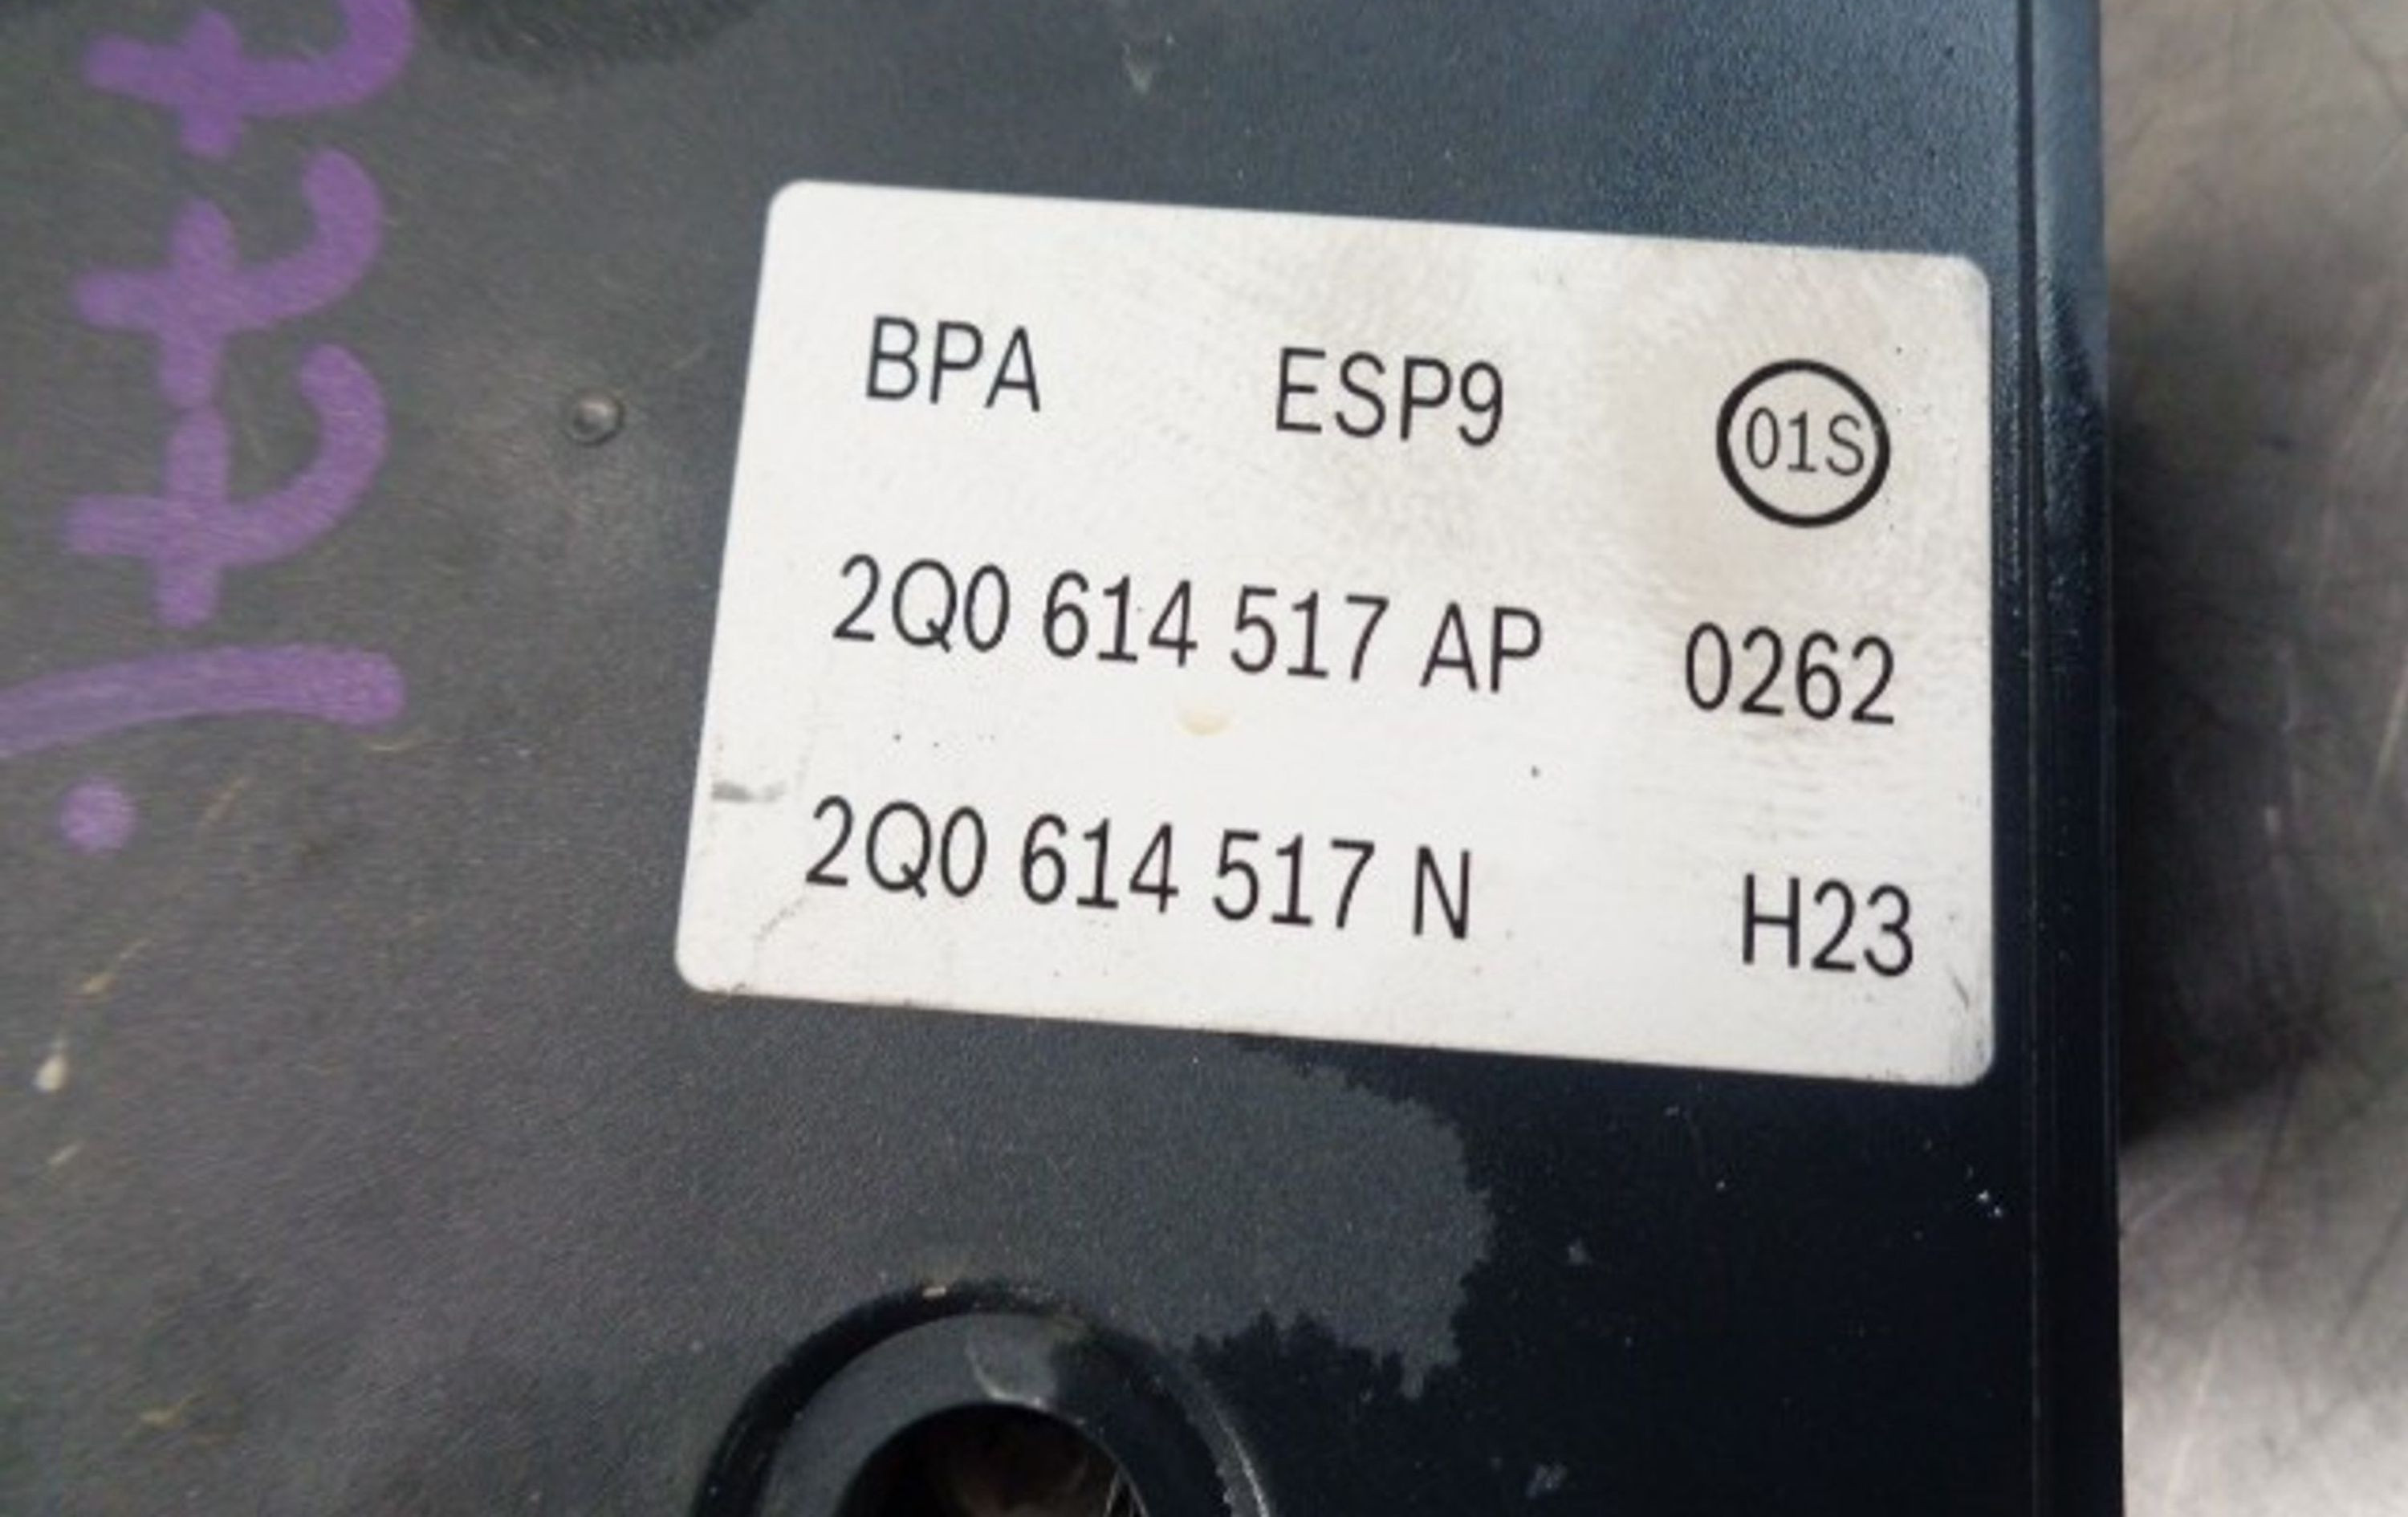 BPA ESP9 01S
2Q0 614 517 AP 0262
2Q0 614 517 N H23